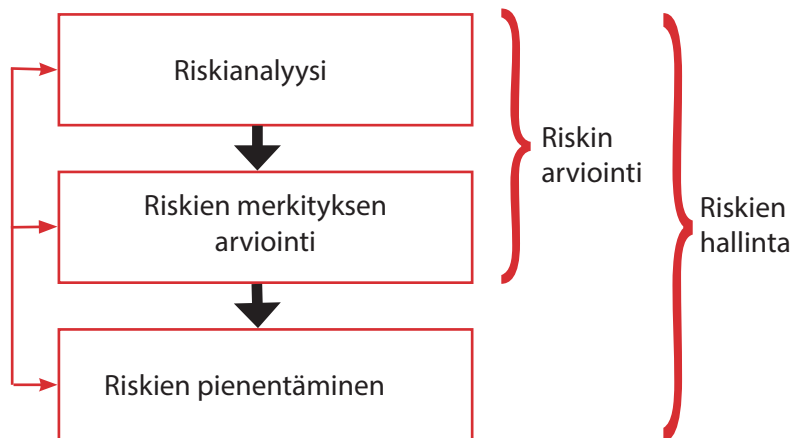 Riskianalyysi
Riskien merkityksen
arviointi
Riskien pienentäminen
Riskin
arviointi
Riskien
hallinta